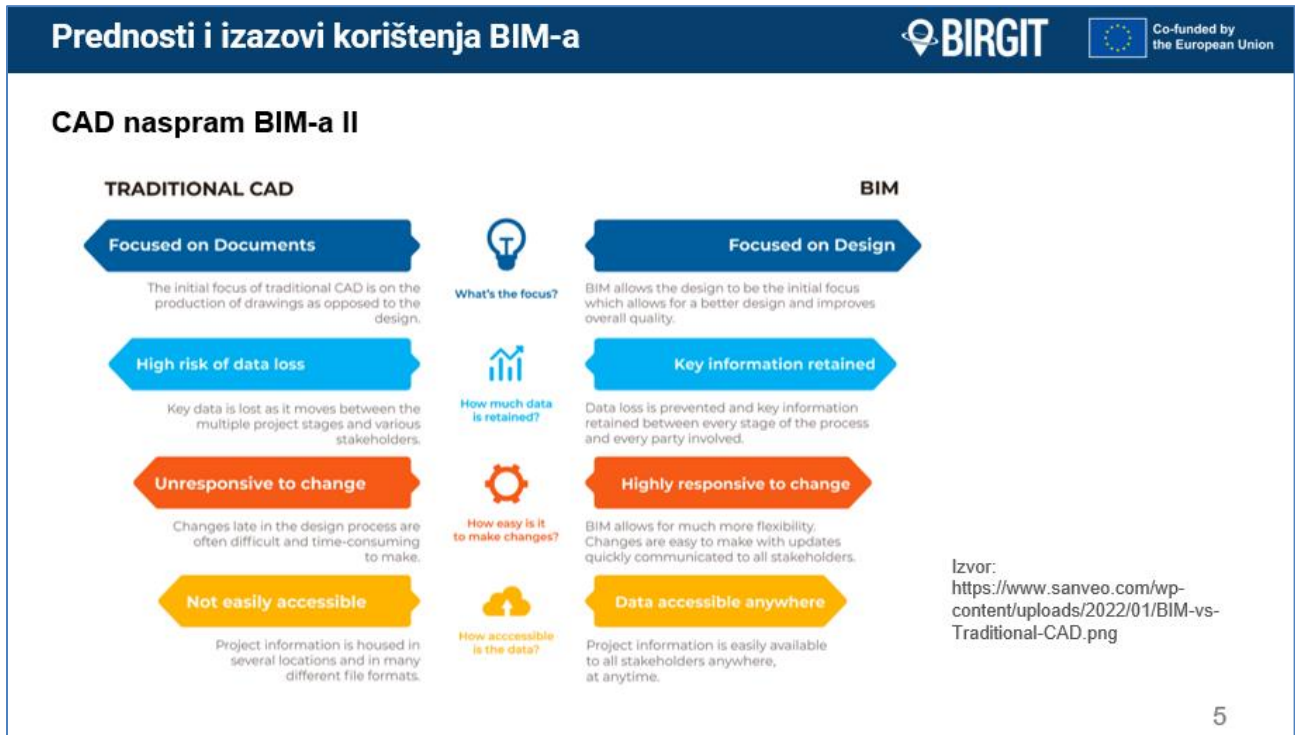 Prednosti i izazovi korištenja BIM-a
BIRGIT
Co-funded by
the European Union
CAD naspram BIM-a II
TRADITIONAL CAD
BIM
Focused on Documents
The initial focus of traditional CAD is on the
production of drawings as opposed to the
design.
What's the focus?
Focused on Design
BIM allows the design to be the initial focus
which allows for a better design and improves
overall quality.
High risk of data loss
Key data is lost as it moves between the
multiple project stages and various
stakeholders.
How much data
is retained?
Key information retained
Data loss is prevented and key information
retained between every stage of the process
and every party involved.
Unresponsive to change
Changes late in the design process are
often difficult and time-consuming
to make.
How easy is it
to make changes?
Highly responsive to change
BIM allows for much more flexibility.
Changes are easy to make with updates
quickly communicated to all stakeholders.
Not easily accessible
Project information is housed in
several locations and in many
different file formats.
How acccessible
is the data?
Data accessible anywhere
Project information is easily available
to all stakeholders anywhere,
at anytime.
Izvor:
https://www.sanveo.com/wp-
content/uploads/2022/01/BIM-vs-
Traditional-CAD.png
5